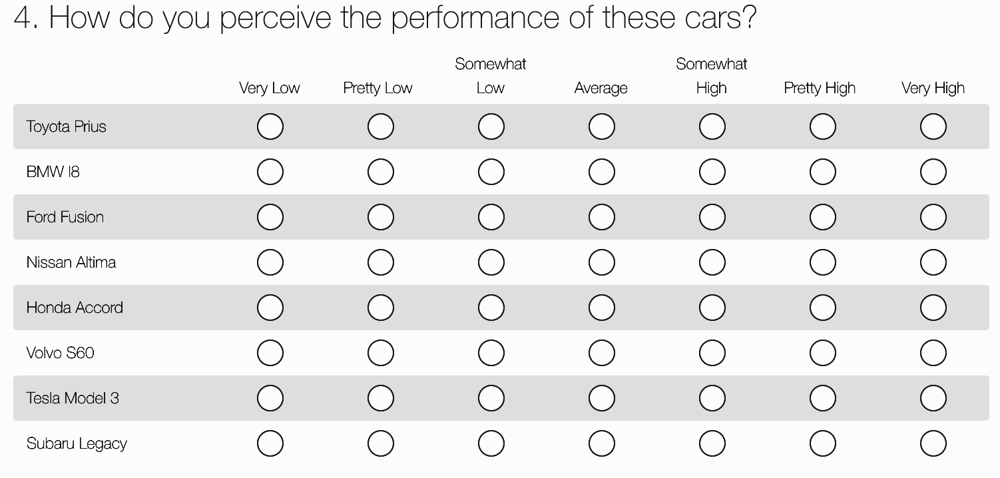 4. How do you perceive the performance of these cars?
Very Low Pretty Low Somewhat Low Average Somewhat High Pretty High Very High
Toyota Prius
BMW I8
Ford Fusion
Nissan Altima
Honda Accord
Volvo S60
Tesla Model 3
Subaru Legacy